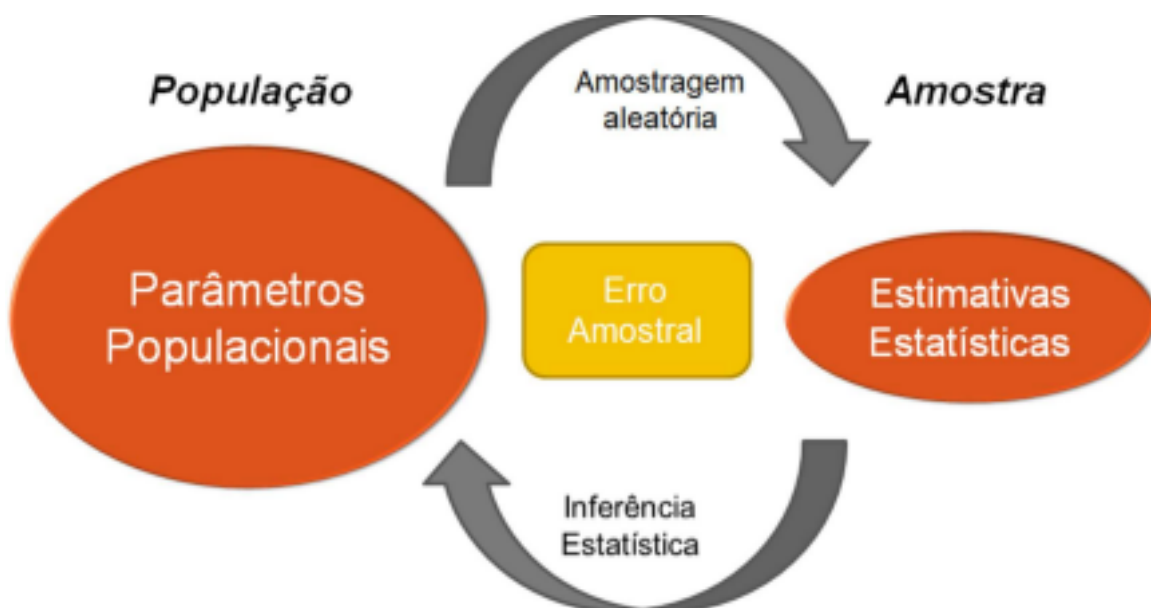 População
Amostragem
aleatória
Amostra
Parâmetros
Populacionais
Erro
Amostral
Estimativas
Estatísticas
Inferência
Estatística